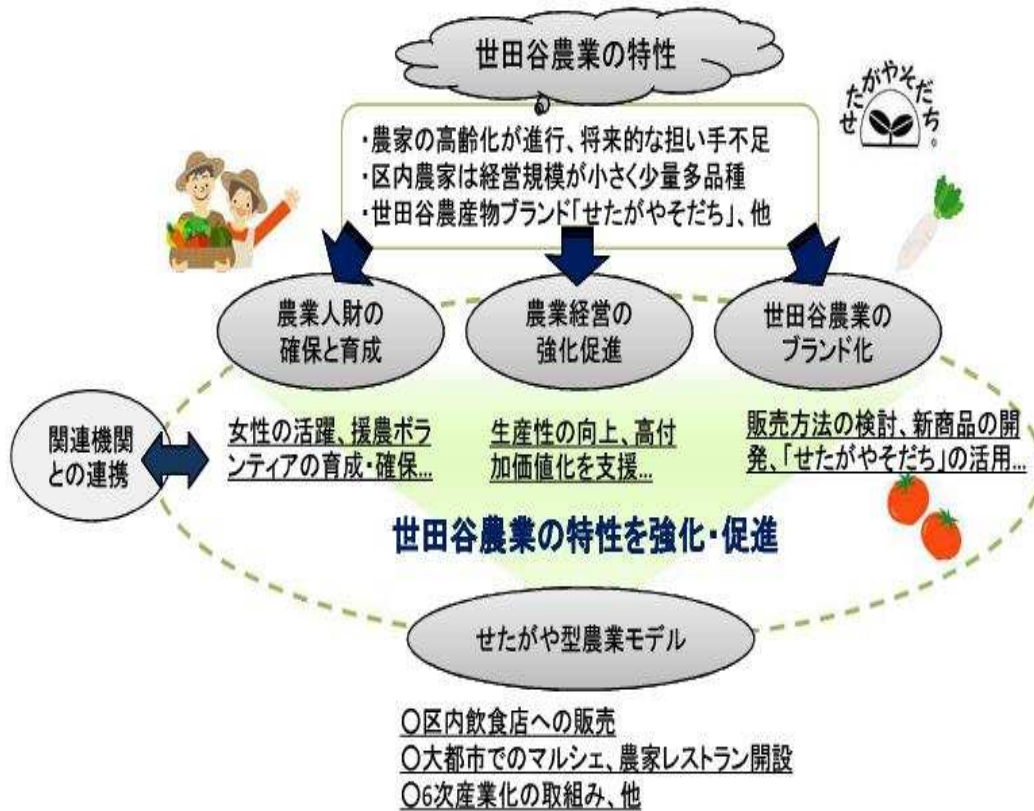 世田谷農業の特性
せたがやそだち。
・農家の高齢化が進行、将来的な担い手不足
・区内農家は経営規模が小さく少量多品種
・世田谷農産物ブランド「せたがやそだち」、他
農業人財の
確保と育成
農業経営の
強化促進
世田谷農業の
ブランド化
関連機関
との連携
女性の活躍、援農ボラ
ンティアの育成・確保...
生産性の向上、高付
加価値化を支援...
販売方法の検討、新商品の開
発、「せたがやそだち」の活用...
世田谷農業の特性を強化・促進
せたがや型農業モデル
〇区内飲食店への販売
〇大都市でのマルシェ、農家レストラン開設
〇6次産業化の取組み、他